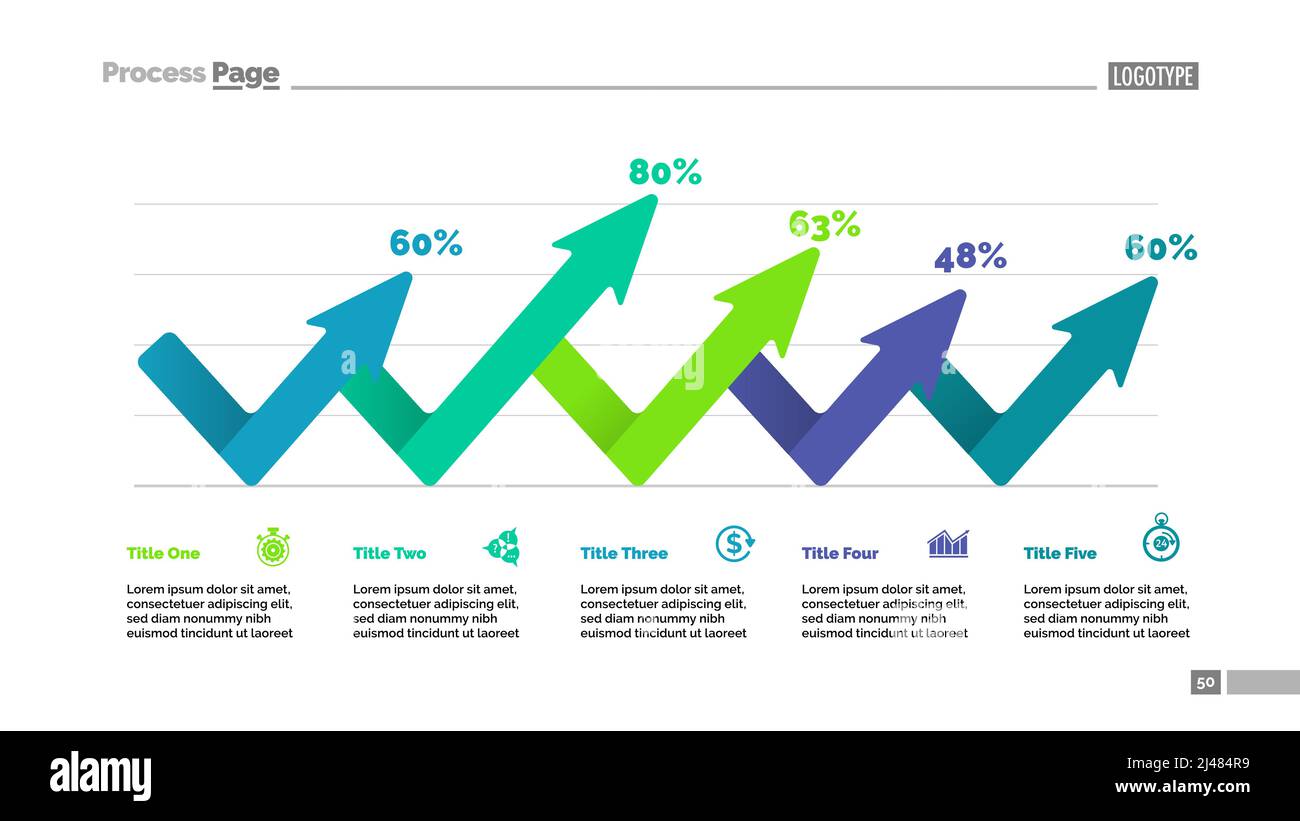 Process Page
LOGOTYPE
80%
63%
60%
48%
60%
Title One
Lorem ipsum dolor sit amet,
consectetuer adipiscing elit,
sed diam nonummy nibh
euismod tincidunt ut laoreet
Title Two
Lorem ipsum dolor sit amet,
consectetuer adipiscing elit,
sed diam nonummy nibh
euismod tincidunt ut laoreet
Title Three
$
Lorem ipsum dolor sit amet,
consectetuer adipiscing elit,
sed diam nonummy nibh
euismod tincidunt ut laoreet
Title Four
Lorem ipsum dolor sit amet,
consectetuer adipiscing elit,
sed diam nonummy nibh
euismod tincidunt ut laoreet
Title Five
24
Lorem ipsum dolor sit amet,
consectetuer adipiscing elit,
sed diam nonummy nibh
euismod tincidunt ut laoreet
50
a
a
alamy
Image ID: 2J484R9
www.alamy.com